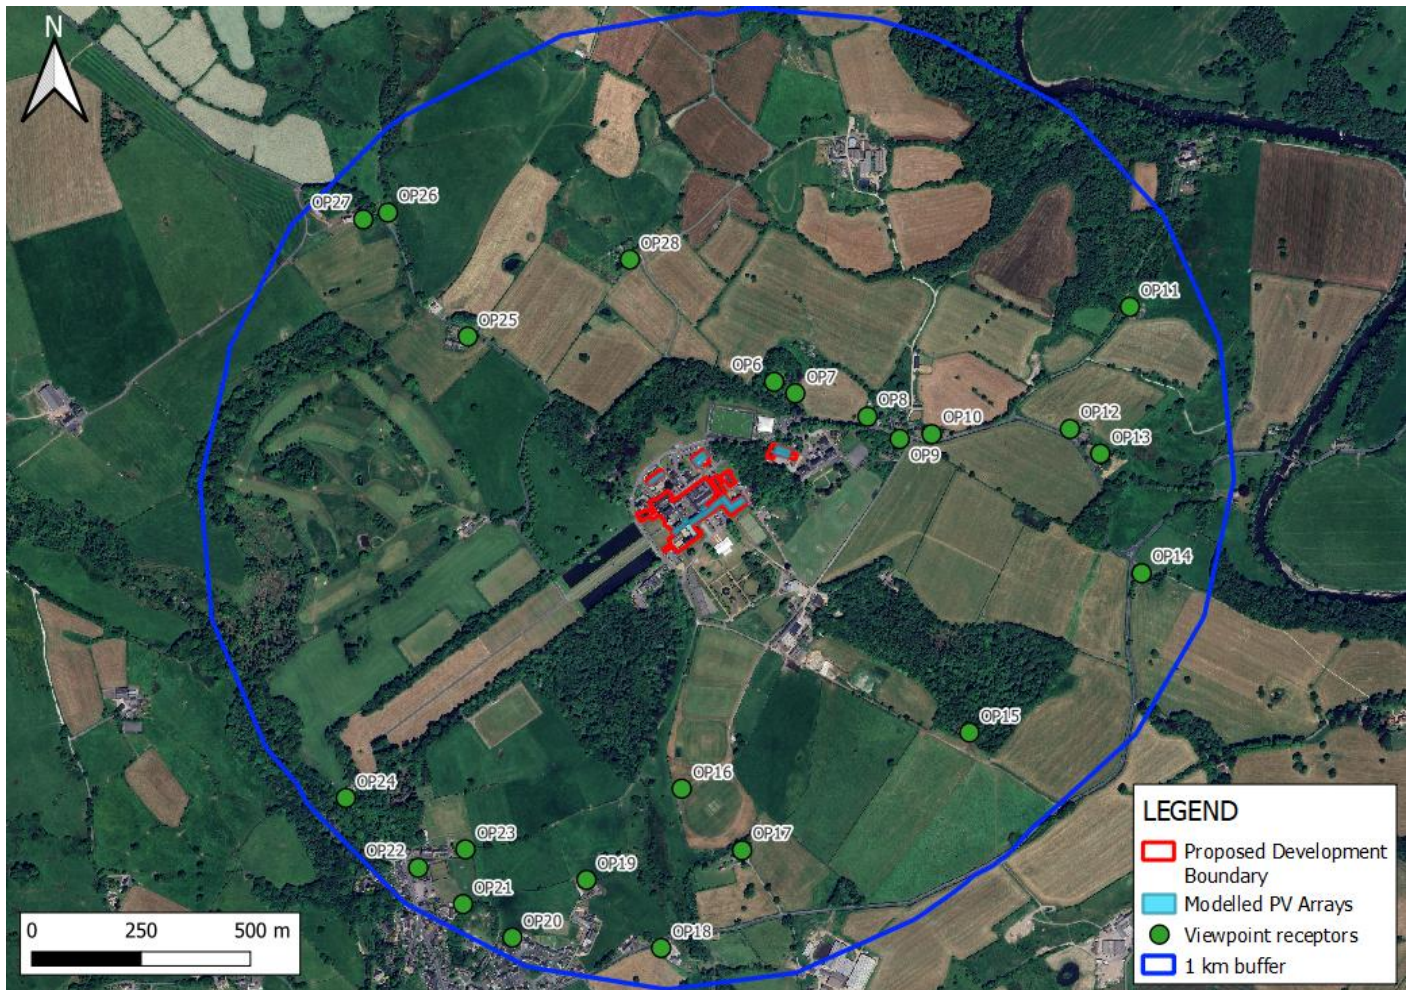 N
OP27
OP26
OP28
OP25
OP11
OP6
OP7
OP8
OP10
OP12
OP9
OP13
OP14
OP15
OP16
OP24
OP17
OP23
OP22
OP19
OP21
OP20
OP18
0 250 500 m
LEGEND
Proposed Development
Boundary
Modelled PV Arrays
Viewpoint receptors
1 km buffer